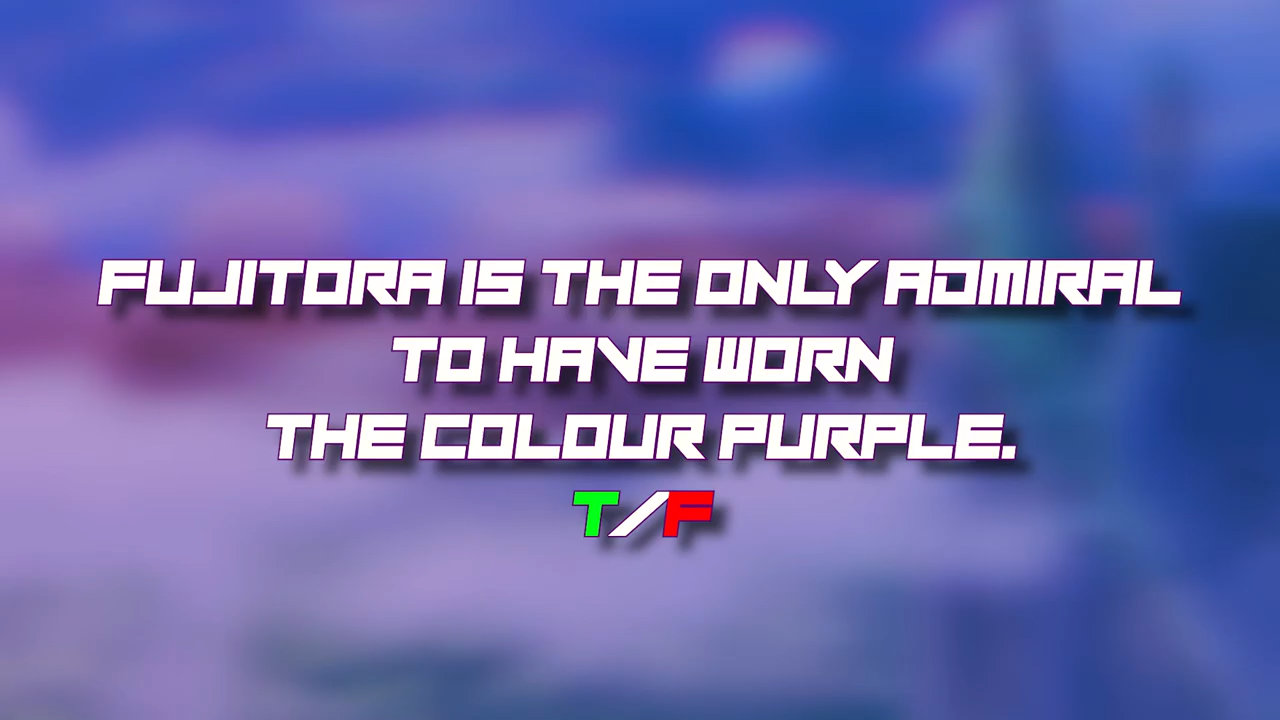 FUJITORA IS THE ONLY ADMIRAL
TO HAVE WORN
THE COLOUR PURPLE.
T/F